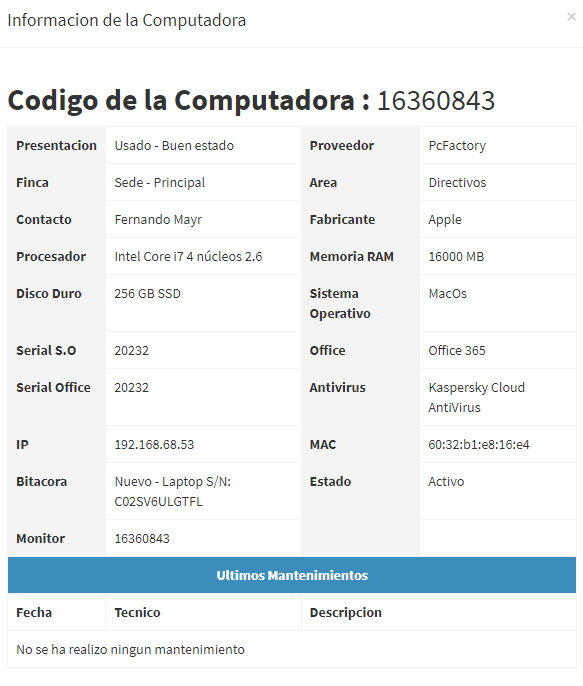 Informacion de la Computadora ×
Codigo de la Computadora : 16360843
Presentacion Usado - Buen estado Proveedor PcFactory
Finca Sede - Principal Area Directivos
Contacto Fernando Mayr Fabricante Apple
Procesador Intel Core i7 4 núcleos 2.6 Memoria RAM 16000 MB
Disco Duro 256 GB SSD Sistema Operativo MacOs
Serial S.O 20232 Office Office 365
Serial Office 20232 Antivirus Kaspersky Cloud AntiVirus
IP 192.168.68.53 MAC 60:32:b1:e8:16:e4
Bitacora Nuevo - Laptop S/N: C02SV6ULGTFL Estado Activo
Monitor 16360843
Ultimos Mantenimientos
Fecha Tecnico Descripcion
No se ha realizo ningun mantenimiento